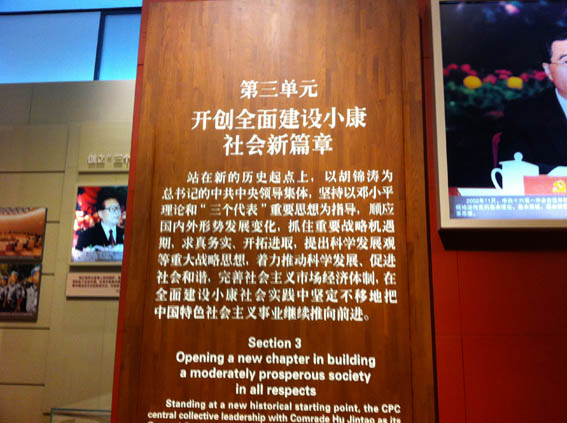 第三单元
开创全面建设小康
社会新篇章
站在新的历史起点上，以胡锦涛为
总书记的中共中央领导集体，坚持以邓小平
理论和“三个代表”重要思想为指导，顺应
国内外形势发展变化，抓住重要战略机遇
期，求真务实、开拓进取，提出科学发展观
等重大战略思想，着力推动科学发展、促进
社会和谐，完善社会主义市场经济体制，在
全面建设小康社会实践中坚定不移地把
中国特色社会主义事业继续推向前进。
Section 3
Opening a new chapter in building
a moderately prosperous society
in all respects
Standing at a new historical starting point, the CPC
central collective leadership with Comrade Hu Jintao as its
创立“三个